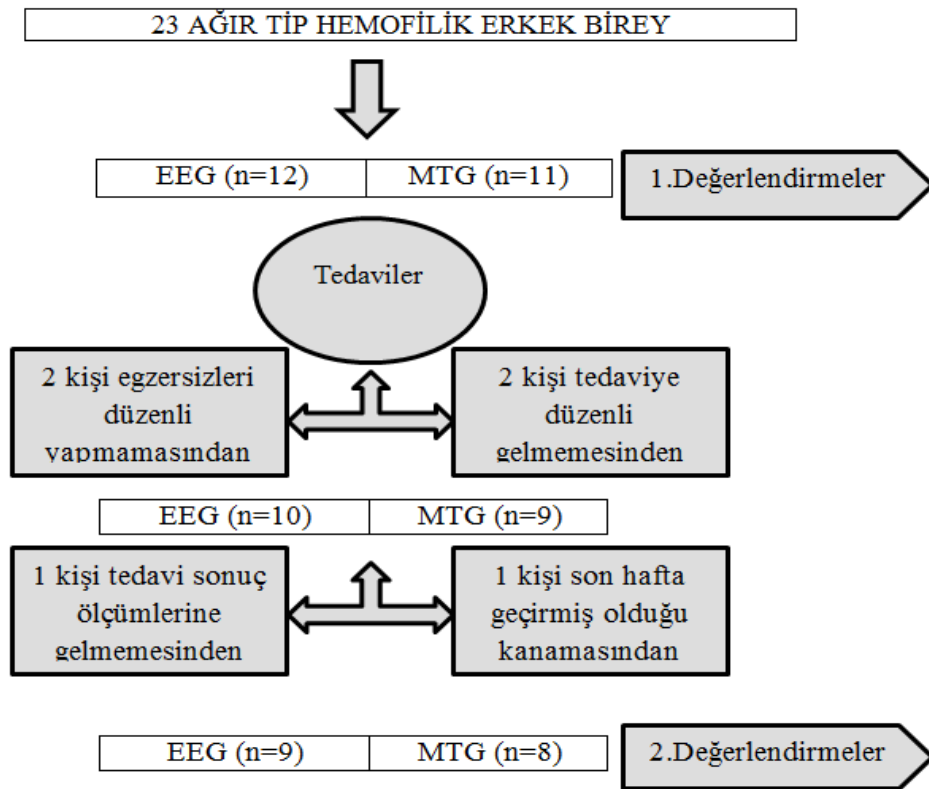 23 AĞIR TİP HEMOFİLİK ERKEK BİREY
EEG (n=12) MTG (n=11)
1.Değerlendirmeler
Tedaviler
2 kişi egzersizleri
düzenli
yapmamasından
2 kişi tedaviye
düzenli
gelmemesinden
EEG (n=10) MTG (n=9)
1 kişi tedavi sonuç
ölçümlerine
gelmemesinden
1 kişi son hafta
geçirmiş olduğu
kanamasından
EEG (n=9) MTG (n=8)
2.Değerlendirmeler